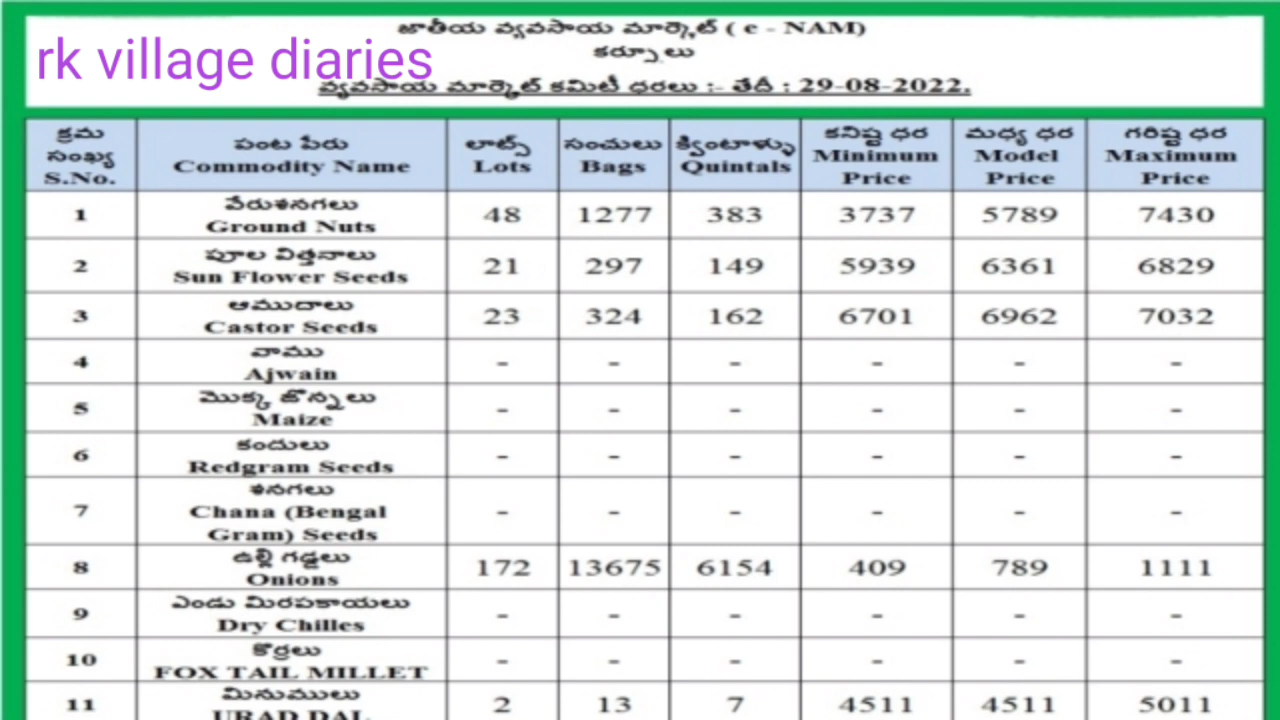 జాతీయ వ్యవసాయ మార్కెట్ ( e - NAM)
కర్నూలు
rk village diaries
వ్యవసాయ మార్కెట్ కమిటీ ధరలు :- తేదీ : 29-08-2022.
క్రమ సంఖ్య S.No. పంట పేరు Commodity Name లాట్స్ Lots సంచులు Bags క్వింటాళ్ళు Quintals కనిష్ట ధర Minimum Price మధ్య ధర Model Price గరిష్ట ధర Maximum Price
1 వేరుశనగలు Ground Nuts 48 1277 383 3737 5789 7430
2 పూల విత్తనాలు Sun Flower Seeds 21 297 149 5939 6361 6829
3 ఆముదాలు Castor Seeds 23 324 162 6701 6962 7032
4 వాము Ajwain - - - - - -
5 మొక్క జొన్నలు Maize - - - - - -
6 కందులు Redgram Seeds - - - - - -
7 శనగలు Chana (Bengal Gram) Seeds - - - - - -
8 ఉల్లి గడ్డలు Onions 172 13675 6154 409 789 1111
9 ఎండు మిరపకాయలు Dry Chilles - - - - - -
10 కొర్రలు FOX TAIL MILLET - - - - - -
11 మినుములు URAD DAL 2 13 7 4511 4511 5011